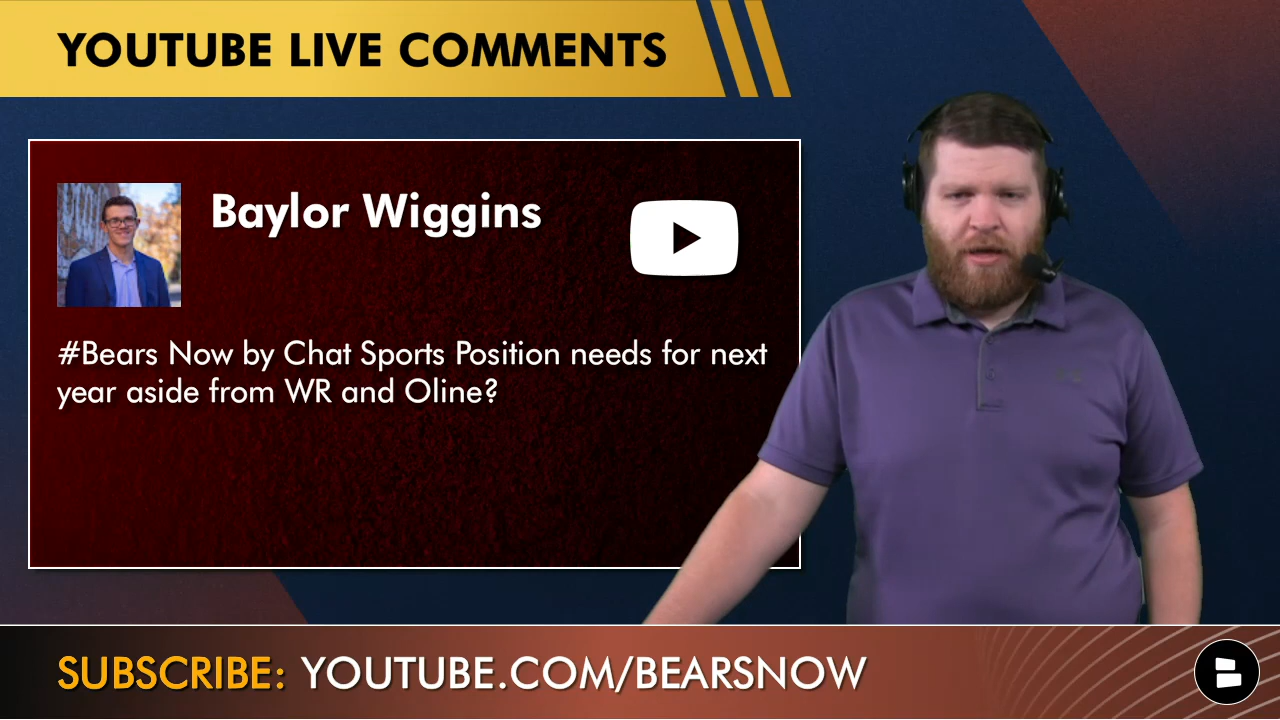 YOUTUBE LIVE COMMENTS
Baylor Wiggins
#Bears Now by Chat Sports Position needs for next
year aside from WR and Oline?
SUBSCRIBE: YOUTUBE.COM/BEARSNOW